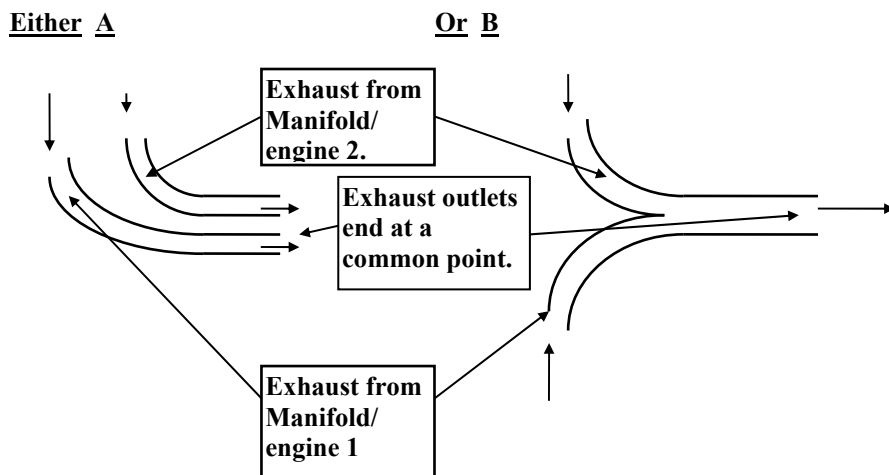 Either A
Or B
Exhaust from
Manifold/
engine 2.
Exhaust outlets
end at a
common point.
Exhaust from
Manifold/
engine 1